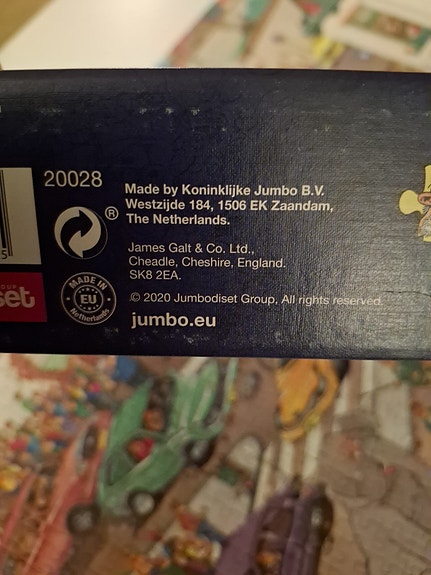 20028
Made by Koninklijke Jumbo B.V.
Westzijde 184, 1506 EK Zaandam,
The Netherlands.
®
James Galt & Co. Ltd.,
Cheadle, Cheshire, England.
SK8 2EA.
5
MADE IN
EU
Netherlands
© 2020 Jumbodiset Group, All rights reserved.
set
jumbo.eu